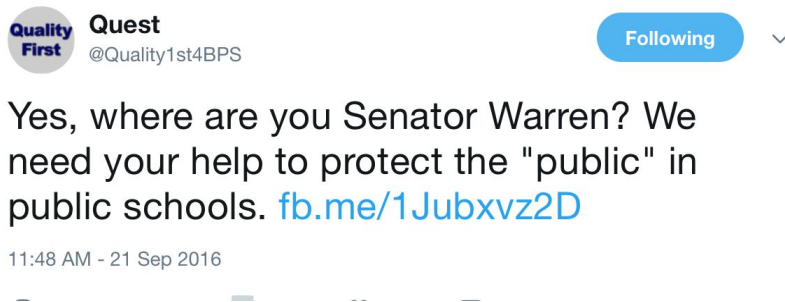 Quality
First
Quest
@Quality1st4BPS
Following
Yes, where are you Senator Warren? We
need your help to protect the "public" in
public schools. fb.me/1Jubxvz2D
11:48 AM - 21 Sep 2016